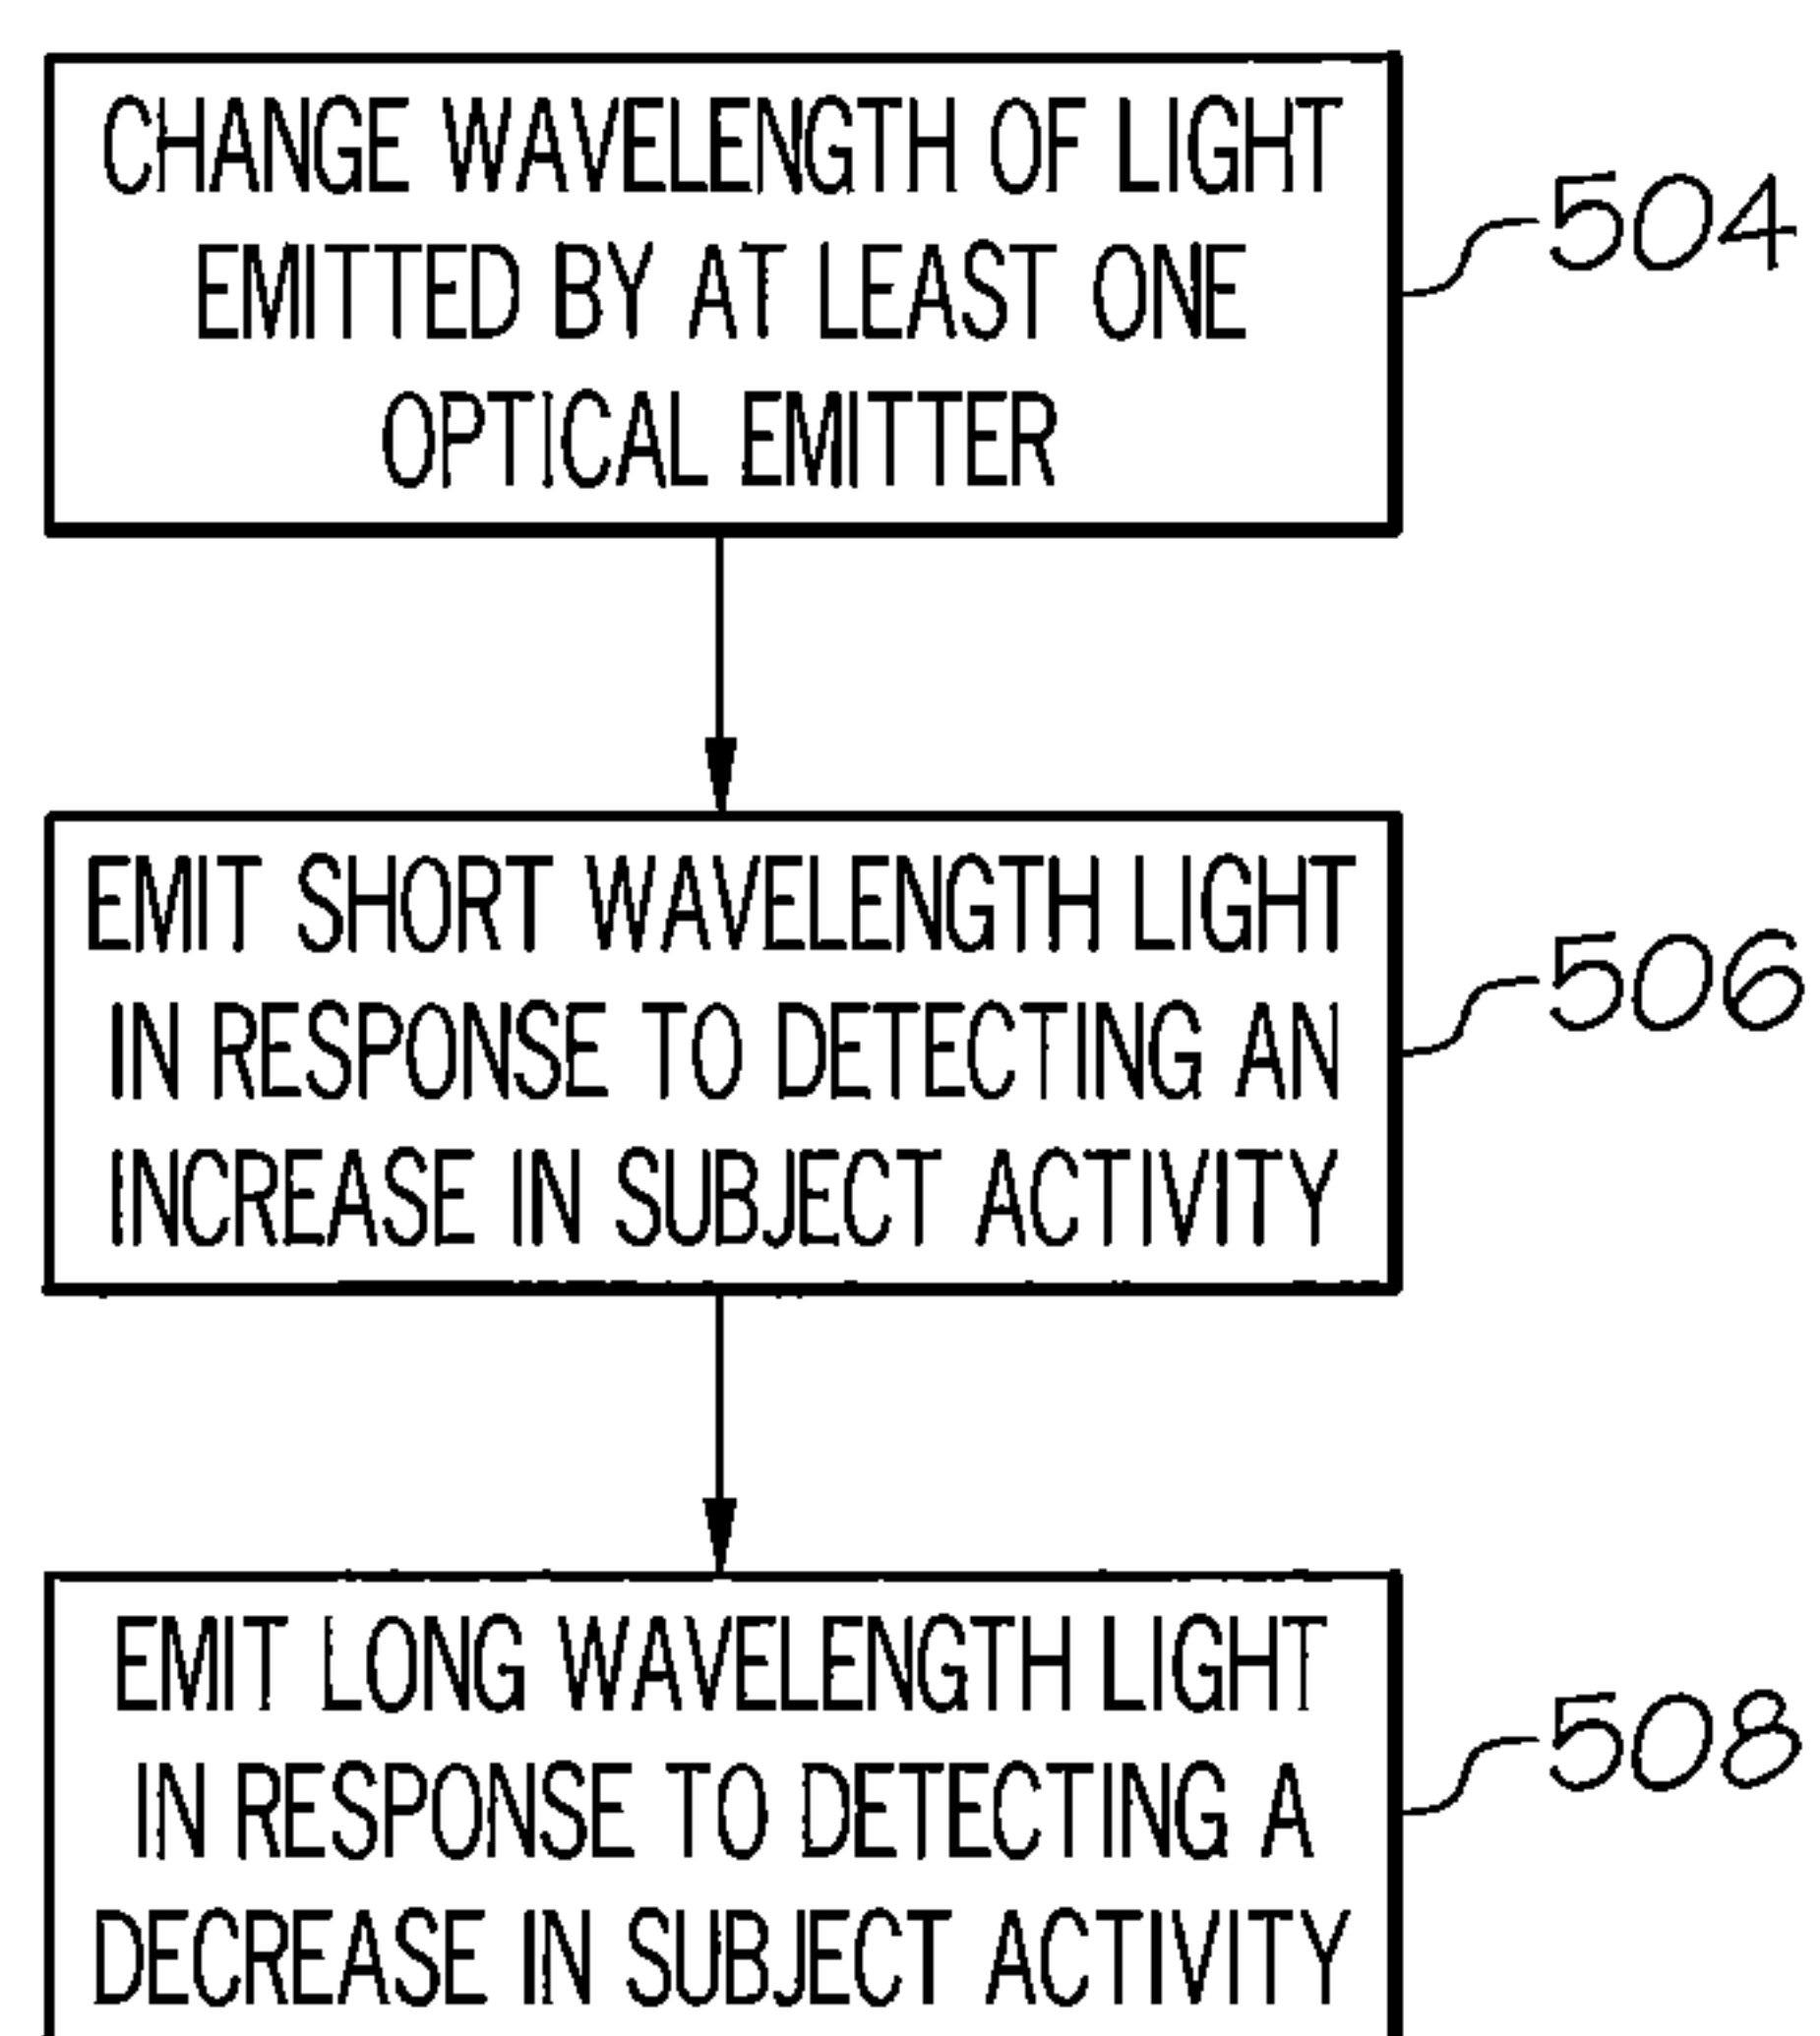 CHANGE WAVELENGTH OF LIGHT
EMITTED BY AT LEAST ONE
OPTICAL EMITTER
504
EMIT SHORT WAVELENGTH LIGHT
IN RESPONSE TO DETECTING AN
INCREASE IN SUBJECT ACTIVITY
506
EMIT LONG WAVELENGTH LIGHT
IN RESPONSE TO DETECTING A
DECREASE IN SUBJECT ACTIVITY
508